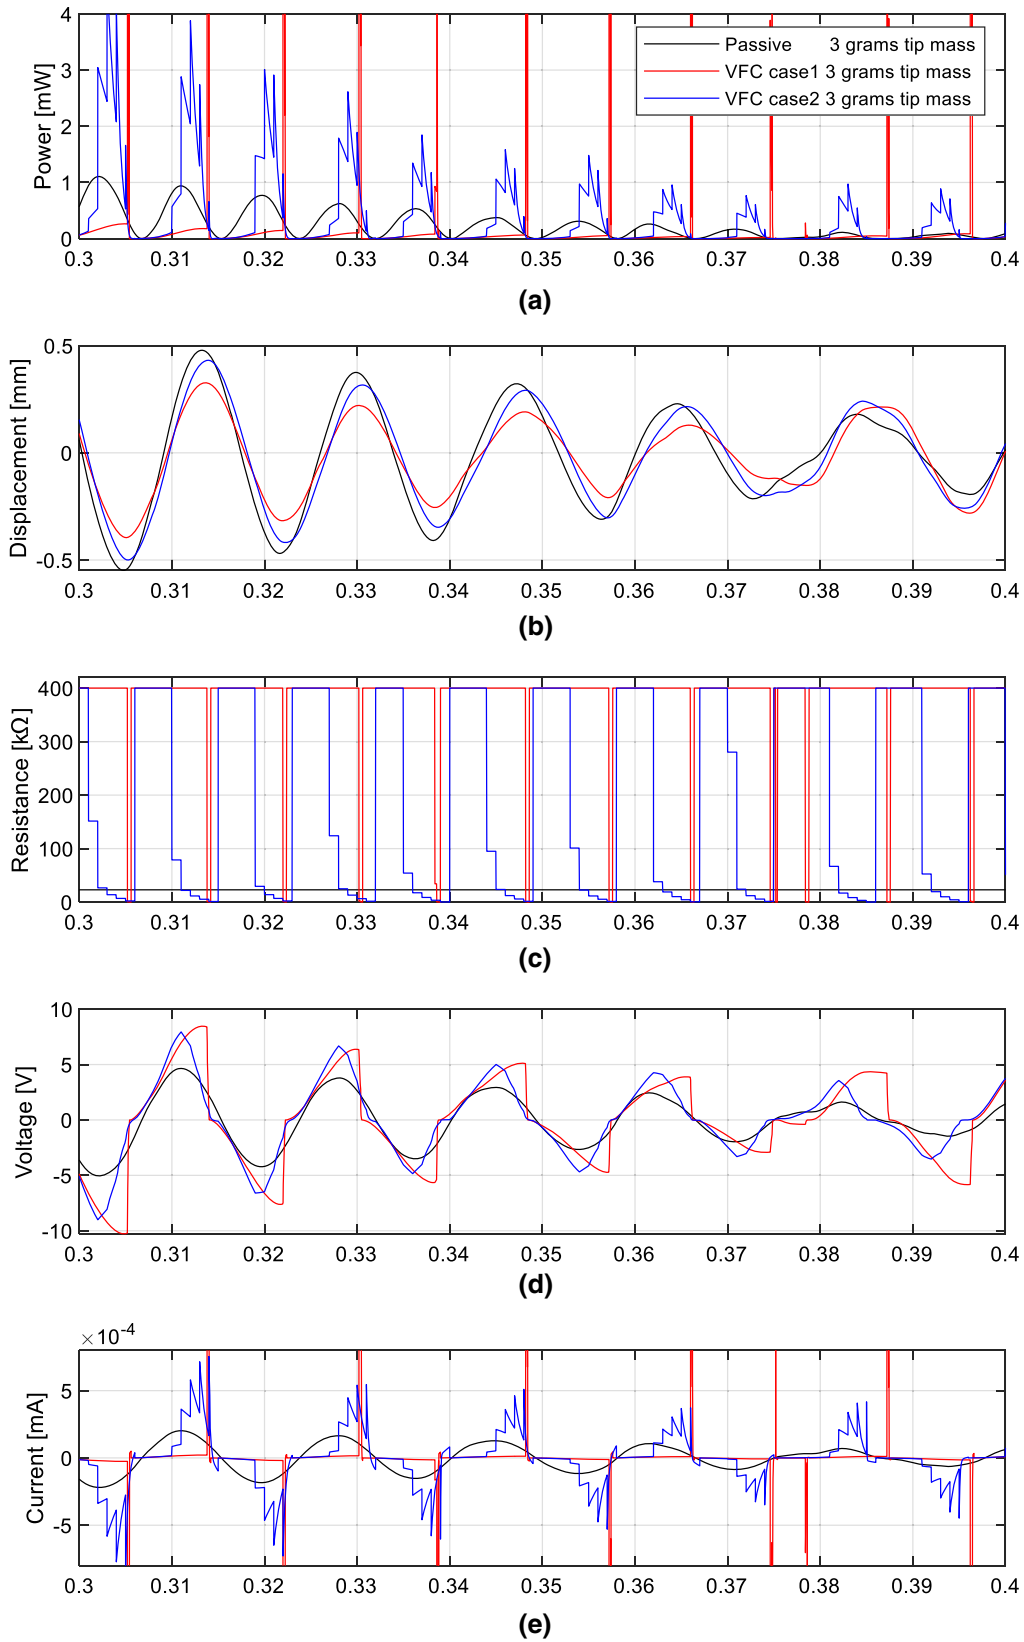 4
3
2
1
0
Power [mW]
Passive 3 grams tip mass
VFC case1 3 grams tip mass
VFC case2 3 grams tip mass
0.3 0.31 0.32 0.33 0.34 0.35 0.36 0.37 0.38 0.39 0.4
(a)
0.5
0
-0.5
Displacement [mm]
0.3 0.31 0.32 0.33 0.34 0.35 0.36 0.37 0.38 0.39 0.4
(b)
400
300
200
100
0
Resistance [kΩ]
0.3 0.31 0.32 0.33 0.34 0.35 0.36 0.37 0.38 0.39 0.4
(c)
10
5
0
-5
-10
Voltage [V]
0.3 0.31 0.32 0.33 0.34 0.35 0.36 0.37 0.38 0.39 0.4
(d)
×10⁻⁴
5
0
-5
Current [mA]
0.3 0.31 0.32 0.33 0.34 0.35 0.36 0.37 0.38 0.39 0.4
(e)